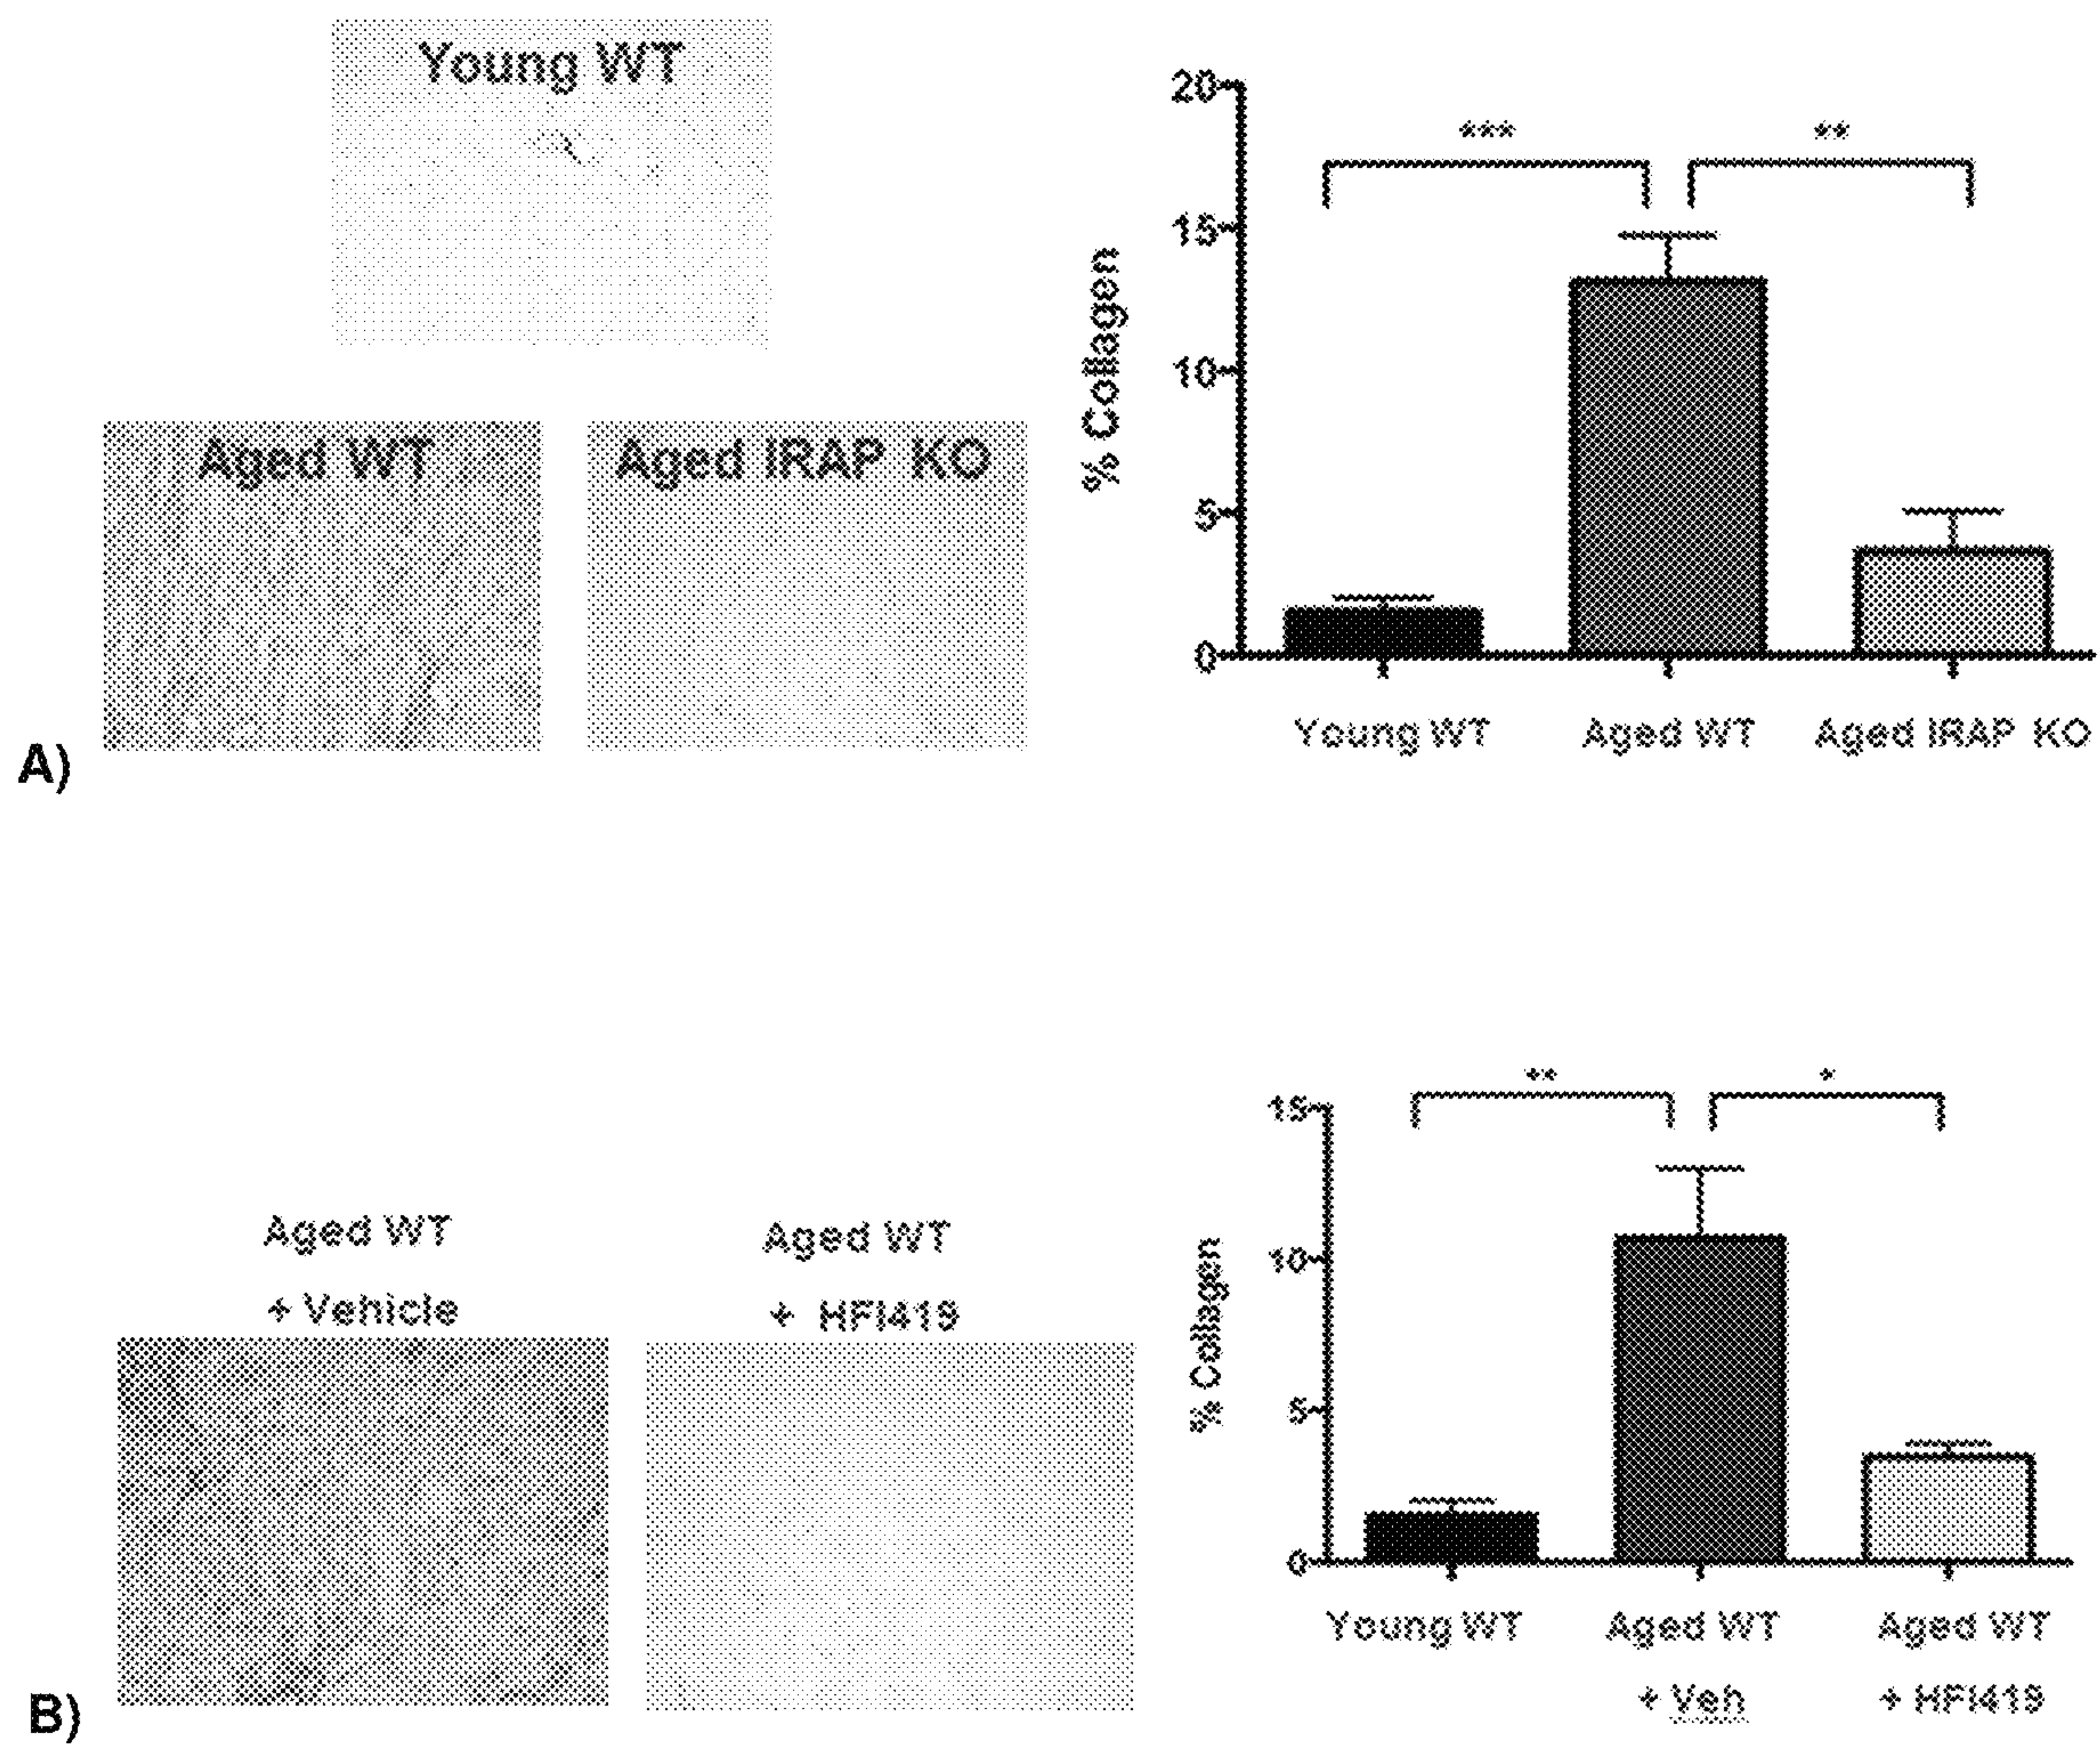 Young WT
Aged WT
Aged IRAP KO
A)
% Collagen
20
15
10
5
0
***
**
Young WT
Aged WT
Aged IRAP KO
Aged WT
+ Vehicle
Aged WT
+ HFI419
B)
% Collagen
15
10
5
0
**
*
Young WT
Aged WT
+ Veh
Aged WT
+ HFI419